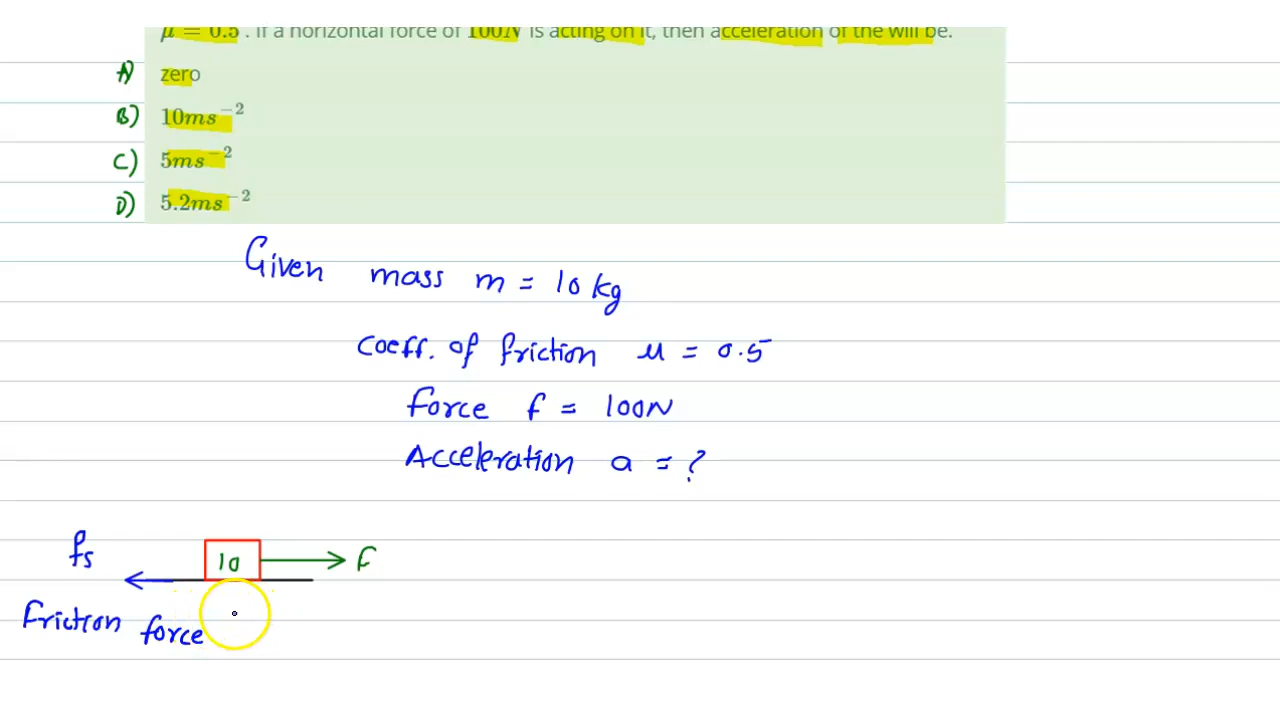 μ = 0.5 . If a horizontal force of 100N is acting on it, then acceleration of the will be.
A) zero
B) 10ms⁻²
C) 5ms⁻²
D) 5.2ms⁻²
Given mass m = 10 kg
Coeff. of friction μ = 0.5
Force f = 100N
Acceleration a = ?
fs 10 F
Friction force